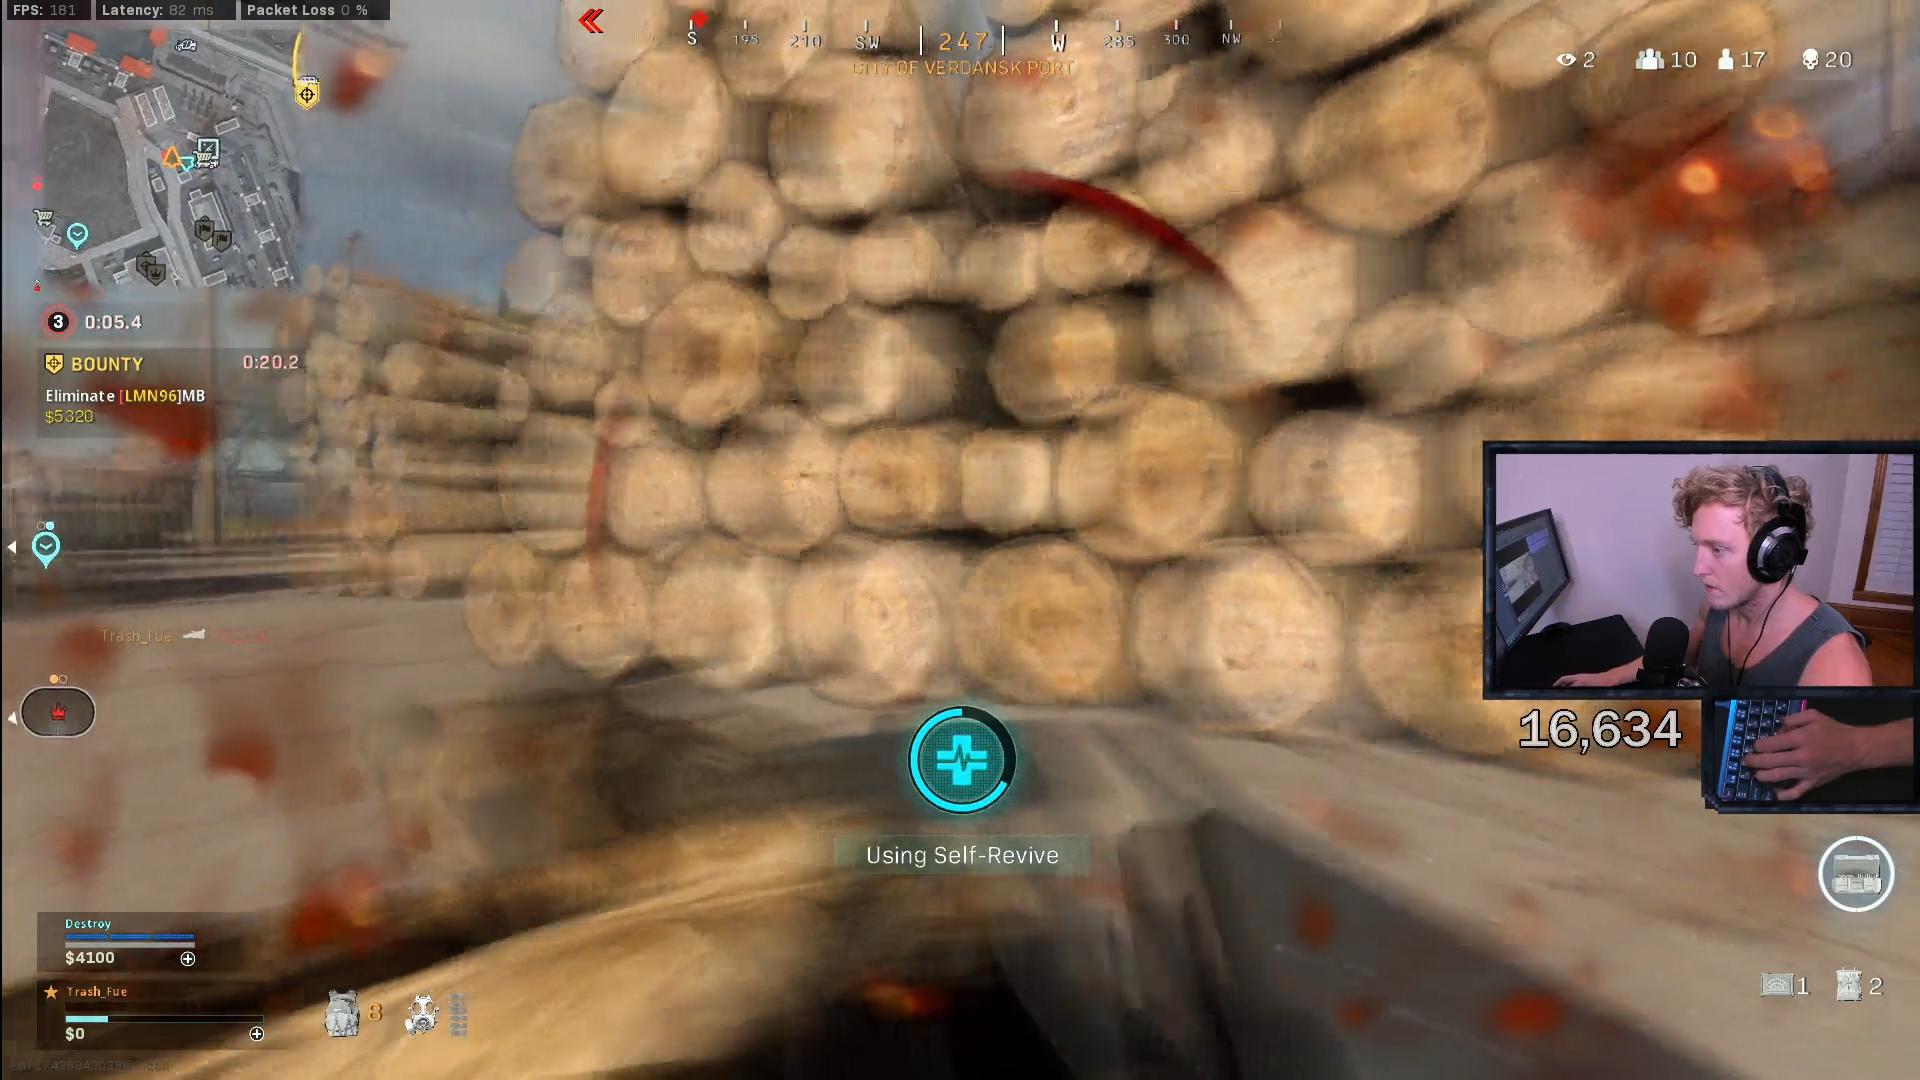 FPS: 181 Latency: 82 ms Packet Loss 0 %
S 195 210 SW 247 W 285 300 NW
CITY OF VERDANSK PORT
2 10 17 20
3 0:05.4
BOUNTY 0:20.2
Eliminate [LMN96]MB
$5320
Trash_Fue
Using Self-Revive
16,634
Destroy
$4100
Trash_Fue
$0
8
1 2